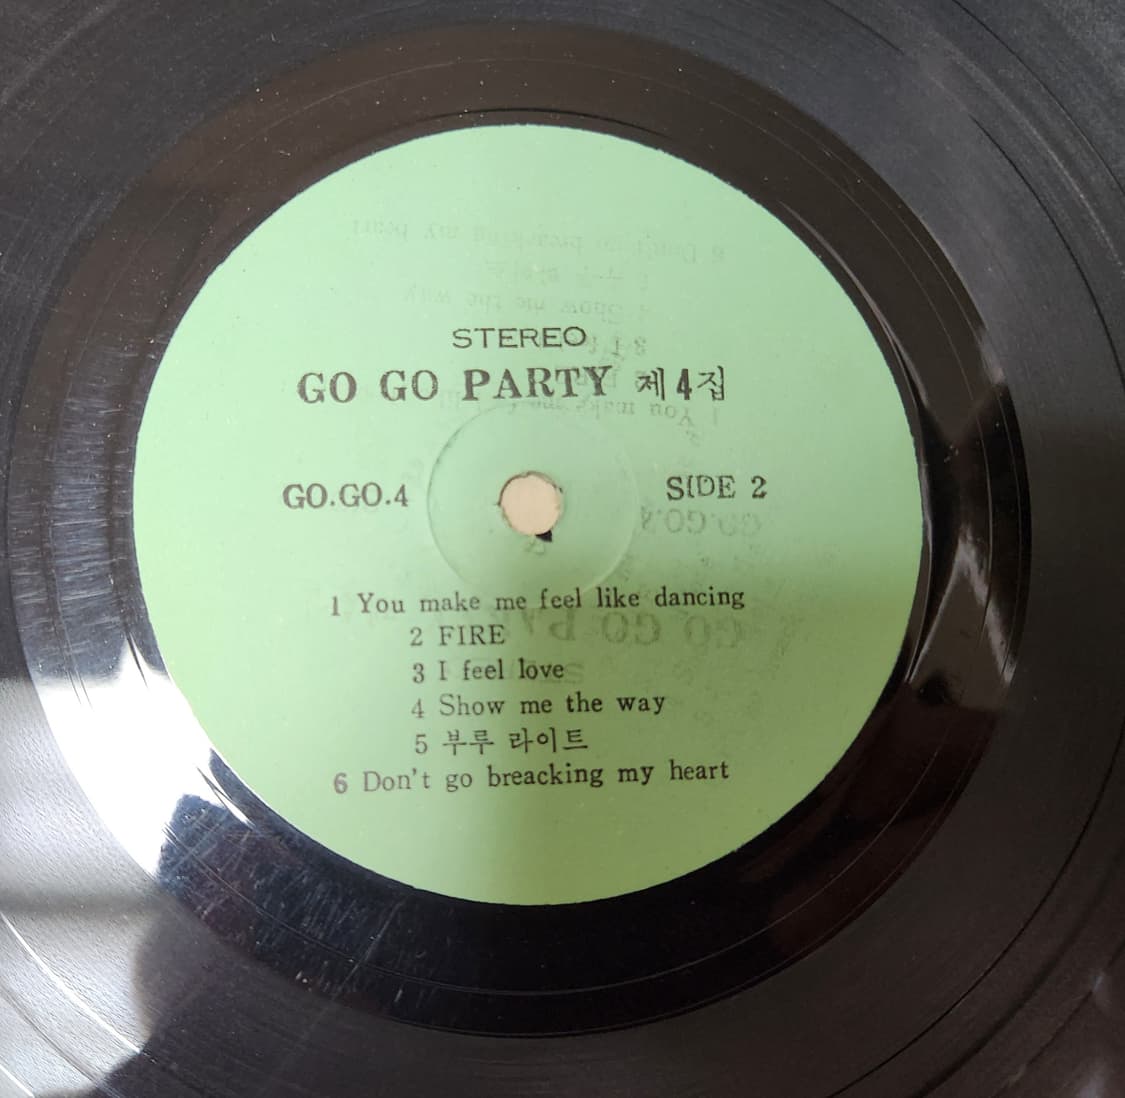 STEREO
GO GO PARTY 제4집
GO.GO.4 SIDE 2
1 You make me feel like dancing
2 FIRE
3 I feel love
4 Show me the way
5 부루 라이트
6 Don't go breacking my heart